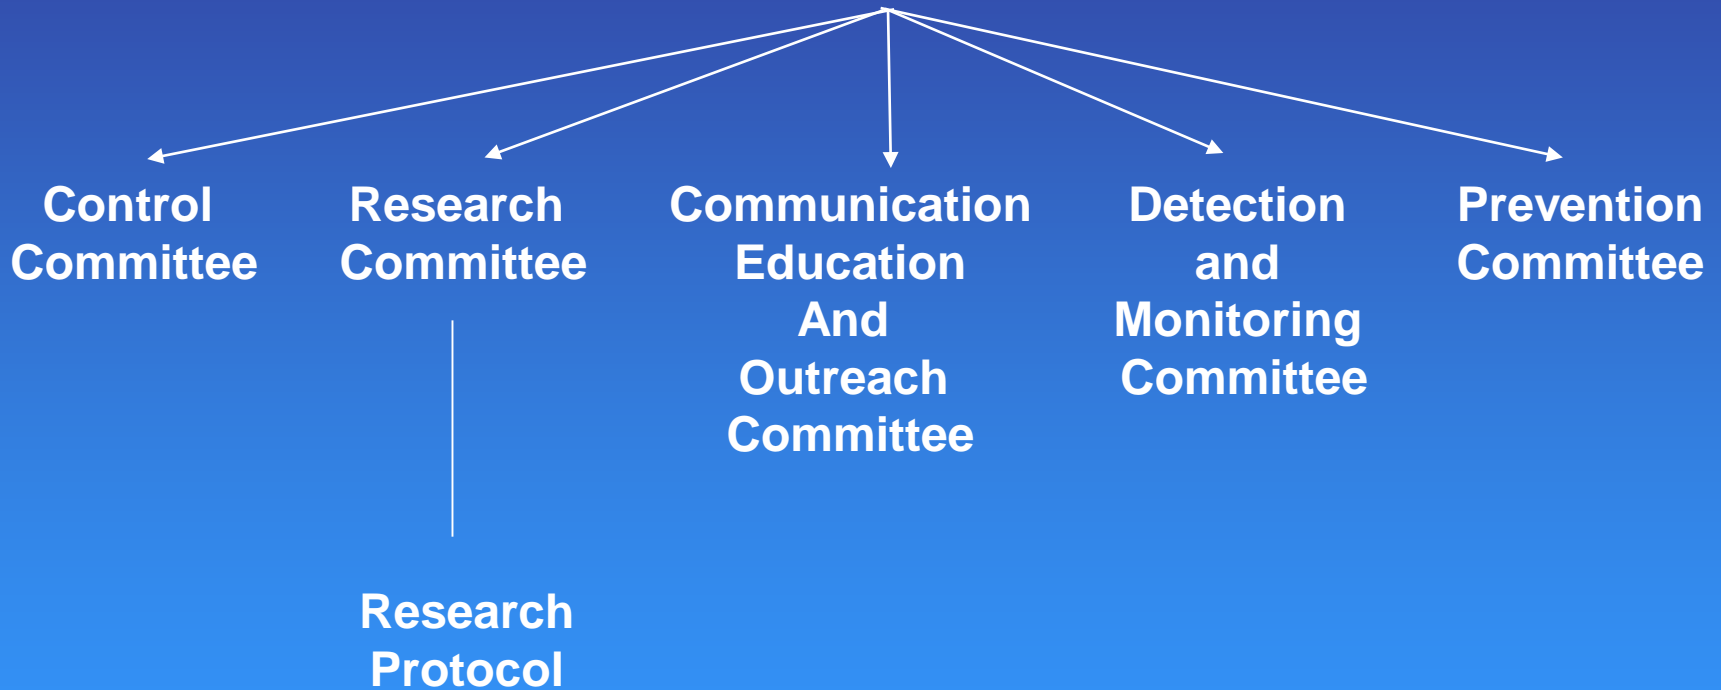 Control
Committee
Research
Committee
Communication
Education
And
Outreach
Committee
Detection
and
Monitoring
Committee
Prevention
Committee
Research
Protocol